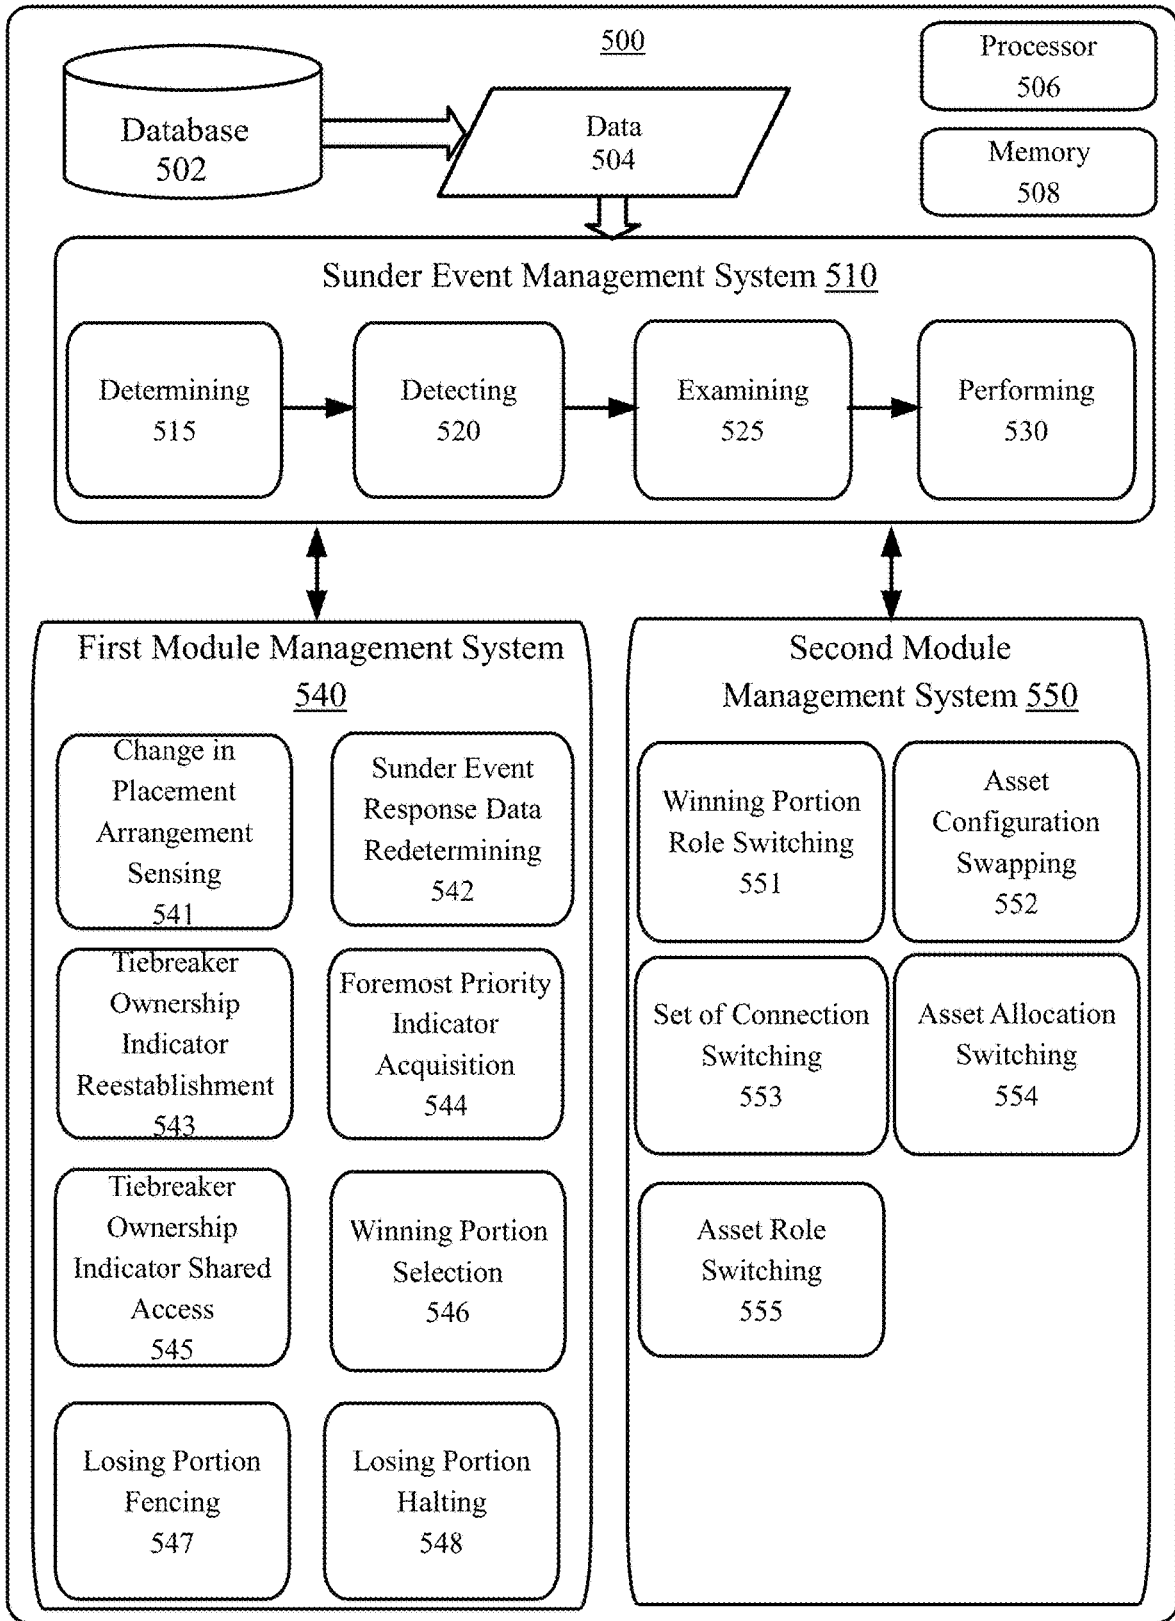 500
Processor
506
Memory
508
Database
502
Data
504
Sunder Event Management System 510
Determining
515
Detecting
520
Examining
525
Performing
530
First Module Management System
540
Change in
Placement
Arrangement
Sensing
541
Sunder Event
Response Data
Redetermining
542
Tiebreaker
Ownership
Indicator
Reestablishment
543
Foremost Priority
Indicator
Acquisition
544
Tiebreaker
Ownership
Indicator Shared
Access
545
Winning Portion
Selection
546
Losing Portion
Fencing
547
Losing Portion
Halting
548
Second Module
Management System 550
Winning Portion
Role Switching
551
Asset
Configuration
Swapping
552
Set of Connection
Switching
553
Asset Allocation
Switching
554
Asset Role
Switching
555